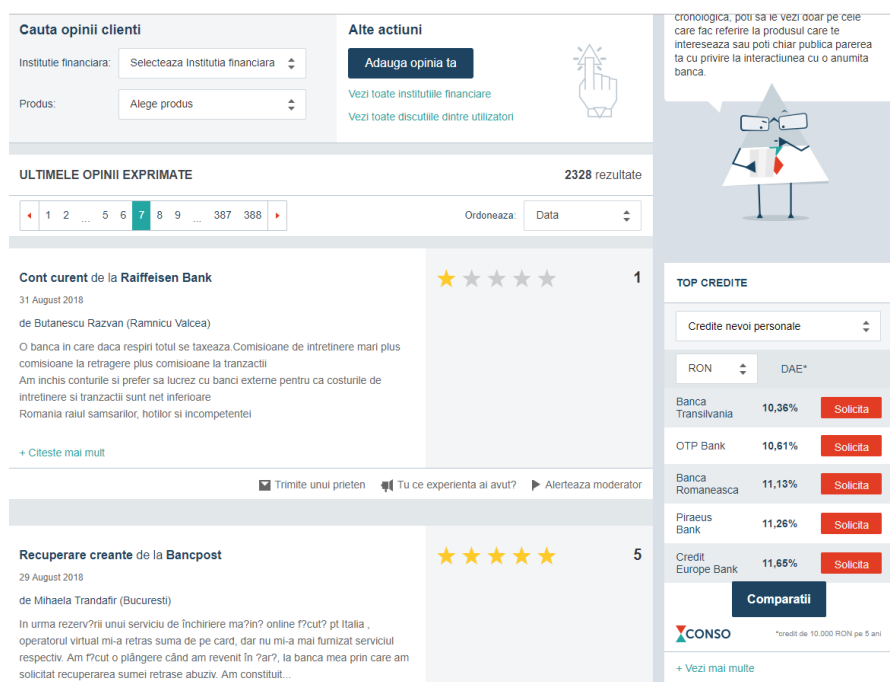 Cauta opinii clienti
Institutie financiara:
Selecteaza Institutia financiara
Produs:
Alege produs
Alte actiuni
Adauga opinia ta
Vezi toate institutiile financiare
Vezi toate discutiile dintre utilizatori
cronologica, poti sa le vezi doar pe cele
care fac referire la produsul care te
intereseaza sau poti chiar publica parerea
ta cu privire la interactiunea cu o anumita
banca.
ULTIMELE OPINII EXPRIMATE
2328 rezultate
1 2 ... 5 6 7 8 9 ... 387 388
Ordoneaza:
Data
Cont curent de la Raiffeisen Bank
1
31 August 2018
de Butanescu Razvan (Ramnicu Valcea)
O banca in care daca respiri totul se taxeaza.Comisioane de intretinere mari plus
comisioane la retragere plus comisioane la tranzactii
Am inchis conturile si prefer sa lucrez cu banci externe pentru ca costurile de
intretinere si tranzactii sunt net inferioare
Romania raiul samsarilor, hotilor si incompetentei
+ Citeste mai mult
Trimite unui prieten
Tu ce experienta ai avut?
Alerteaza moderator
Recuperare creante de la Bancpost
5
29 August 2018
de Mihaela Trandafir (Bucuresti)
In urma rezerv?rii unui serviciu de închiriere ma?in? online f?cut? pt Italia ,
operatorul virtual mi-a retras suma de pe card, dar nu mi-a mai furnizat serviciul
respectiv. Am f?cut o plângere când am revenit în ?ar?, la banca mea prin care am
solicitat recuperarea sumei retrase abuziv. Am constituit...
TOP CREDITE
Credite nevoi personale
RON
DAE*
Banca
Transilvania
10,36%
Solicita
OTP Bank
10,61%
Solicita
Banca
Romaneasca
11,13%
Solicita
Piraeus
Bank
11,26%
Solicita
Credit
Europe Bank
11,65%
Solicita
Comparatii
CONSO
*credit de 10.000 RON pe 5 ani
+ Vezi mai multe